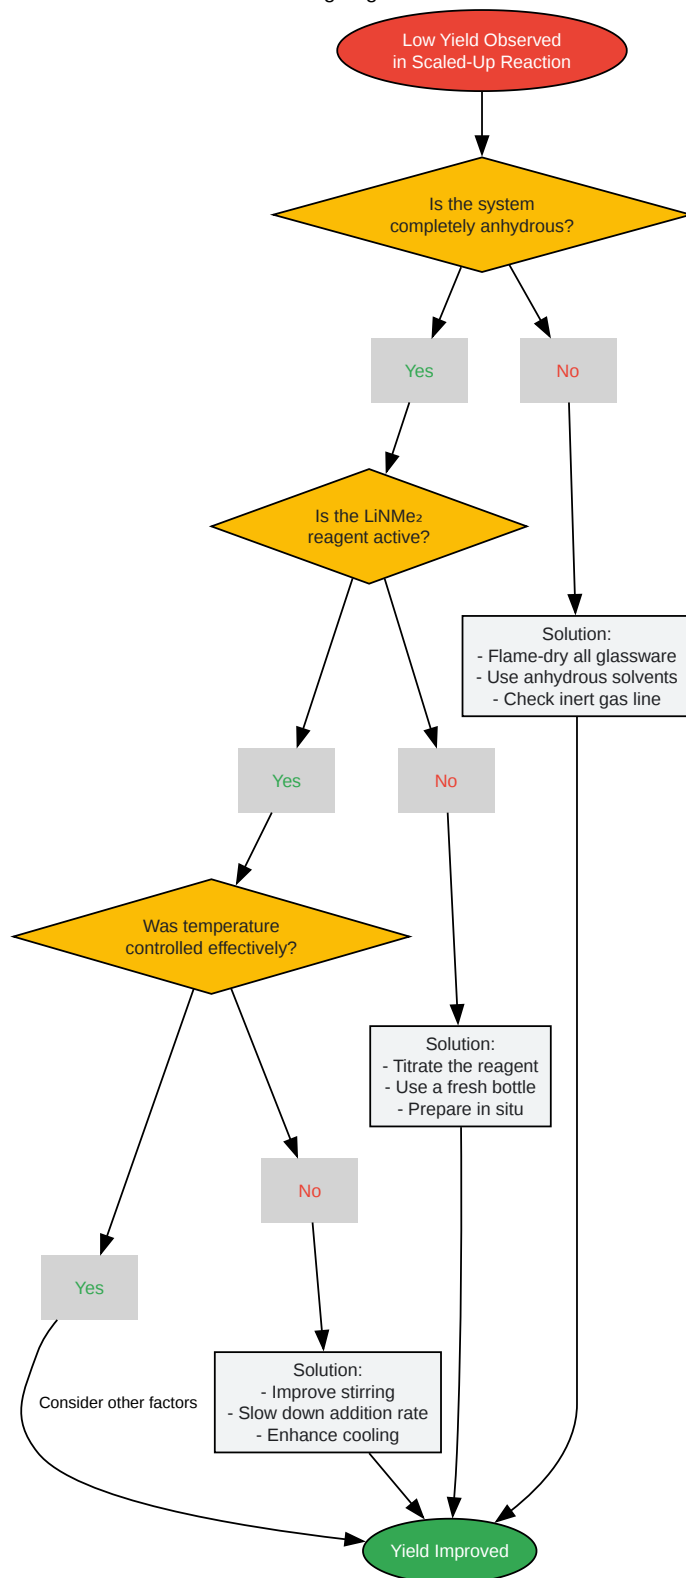 Low Yield Observed
in Scaled-Up Reaction
Is the system
completely anhydrous?
Yes
No
Is the LiNMe₂
reagent active?
Solution:
- Flame-dry all glassware
- Use anhydrous solvents
- Check inert gas line
Yes
No
Was temperature
controlled effectively?
Solution:
- Titrate the reagent
- Use a fresh bottle
- Prepare in situ
No
Yes
Solution:
- Improve stirring
- Slow down addition rate
- Enhance cooling
Consider other factors
Yield Improved